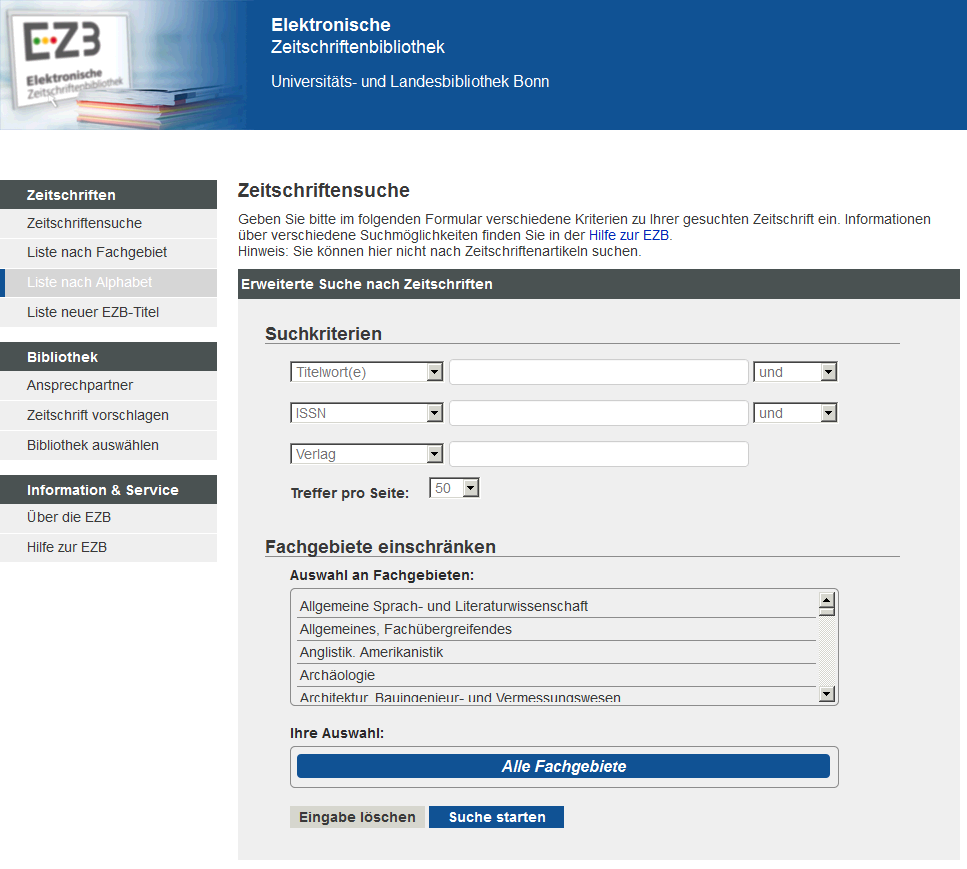 EZB
Elektronische
Zeitschriftenbibliothek
Elektronische
Zeitschriftenbibliothek
Universitäts- und Landesbibliothek Bonn
Zeitschriften
Zeitschriftensuche
Liste nach Fachgebiet
Liste nach Alphabet
Liste neuer EZB-Titel
Bibliothek
Ansprechpartner
Zeitschrift vorschlagen
Bibliothek auswählen
Information & Service
Über die EZB
Hilfe zur EZB
Zeitschriftensuche
Geben Sie bitte im folgenden Formular verschiedene Kriterien zu Ihrer gesuchten Zeitschrift ein. Informationen
über verschiedene Suchmöglichkeiten finden Sie in der Hilfe zur EZB.
Hinweis: Sie können hier nicht nach Zeitschriftenartikeln suchen.
Erweiterte Suche nach Zeitschriften
Suchkriterien
Titelwort(e) und
ISSN und
Verlag
Treffer pro Seite: 50
Fachgebiete einschränken
Auswahl an Fachgebieten:
Allgemeine Sprach- und Literaturwissenschaft
Allgemeines, Fachübergreifendes
Anglistik. Amerikanistik
Archäologie
Architektur, Bauingenieur- und Vermessungswesen
Ihre Auswahl:
Alle Fachgebiete
Eingabe löschen Suche starten